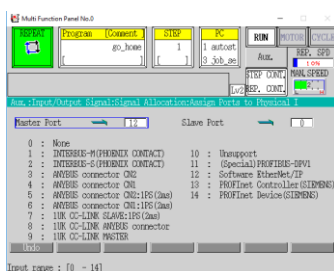 Multi Function Panel No.0
REPEAT Program [Comment ] STEP PC RUN MOTOR CYCLE
go_home 1 1 autost
[ ] 3 job_se Aux. REP. SPD
10%
STEP CONT. MAN.SPEED
Lv2 REP. CONT.
Aux.:Input/Output Signal:Signal Allocation:Assign Ports to Physical I
Master Port 12 Slave Port 0
0 : None
1 : INTERBUS-M(PHOENIX CONTACT) 10 : Unsupport
2 : INTERBUS-S(PHOENIX CONTACT) 11 : (Special)PROFIBUS-DPV1
3 : ANYBUS connector CN2 12 : Software EtherNet/IP
4 : ANYBUS connector CN1 13 : PROFInet Controller(SIEMENS)
5 : ANYBUS connector CN2:IPS(2ms) 14 : PROFInet Device(SIEMENS)
6 : ANYBUS connector CN1:IPS(2ms)
7 : 1UK CC-LINK SLAVE:IPS(2ms)
8 : 1UK CC-LINK ANYBUS connector
9 : 1UK CC-LINK MASTER
Undo
Input range : [0 - 14]